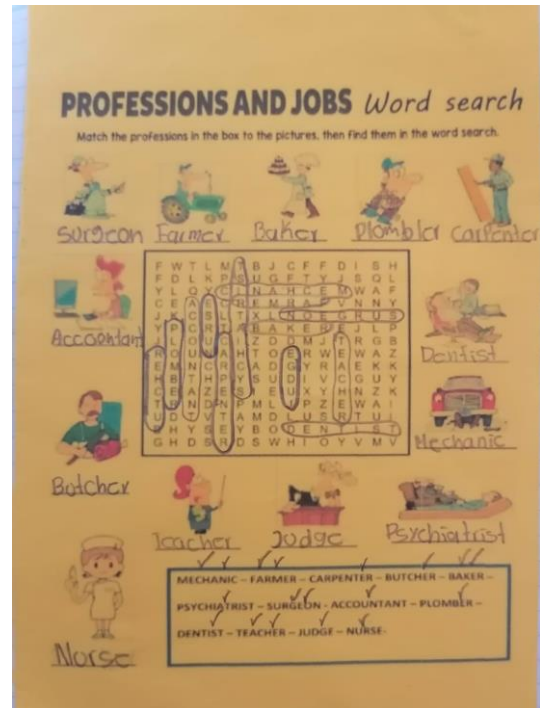 PROFESSIONS AND JOBS Word search
Match the professions in the box to the pictures, then find them in the word search.
Surgeon Farmer Baker Plombier Carpenter
F W T L M B J C F F D I S H
F D L K P S U G F T Y J S Q L
Y L Q Y C I N A H C E M W A F
R E M R A F V N N Y
N O E G R U S
B A K E R E J L P
D E N T I S T
G H D S R D S W H I O Y V M V
Accountant
Dentist
Mechanic
Butcher
Teacher Judge Psychiatrist
Nurse
MECHANIC – FARMER – CARPENTER – BUTCHER – BAKER –
PSYCHIATRIST – SURGEON - ACCOUNTANT – PLOMBER –
DENTIST – TEACHER – JUDGE – NURSE-